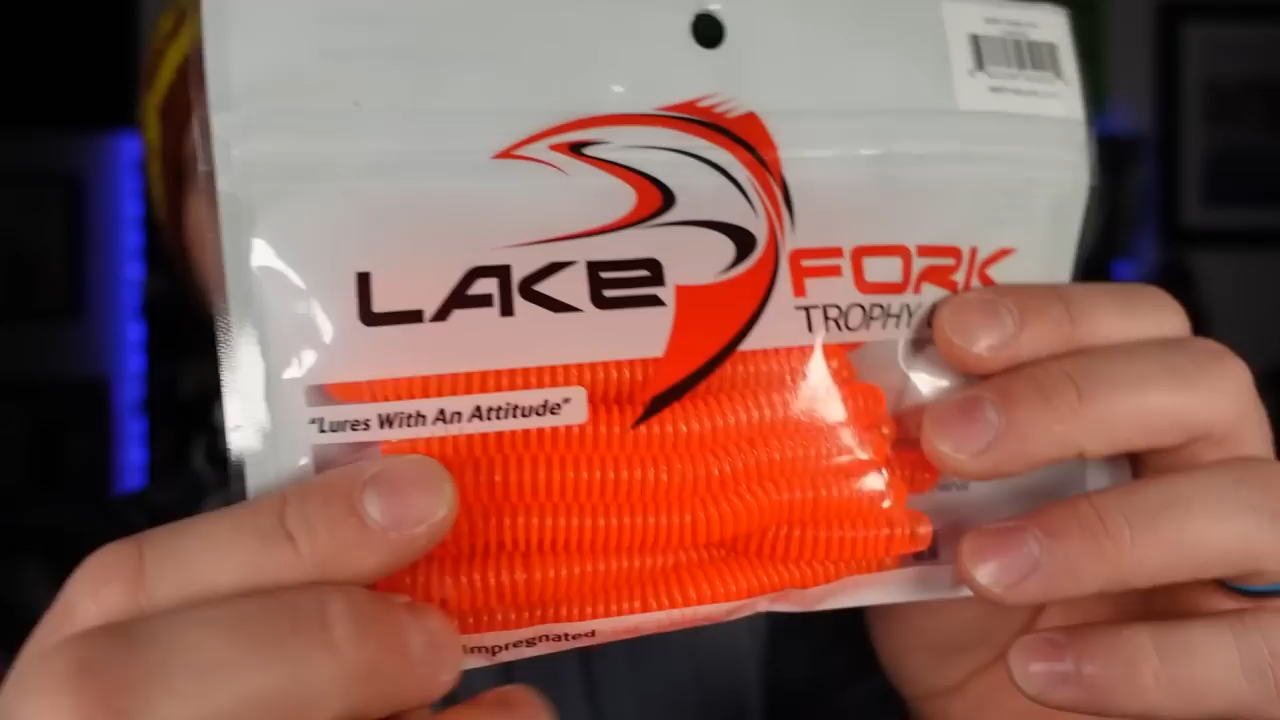 LAKE FORK
TROPHY
"Lures With An Attitude"
Impregnated